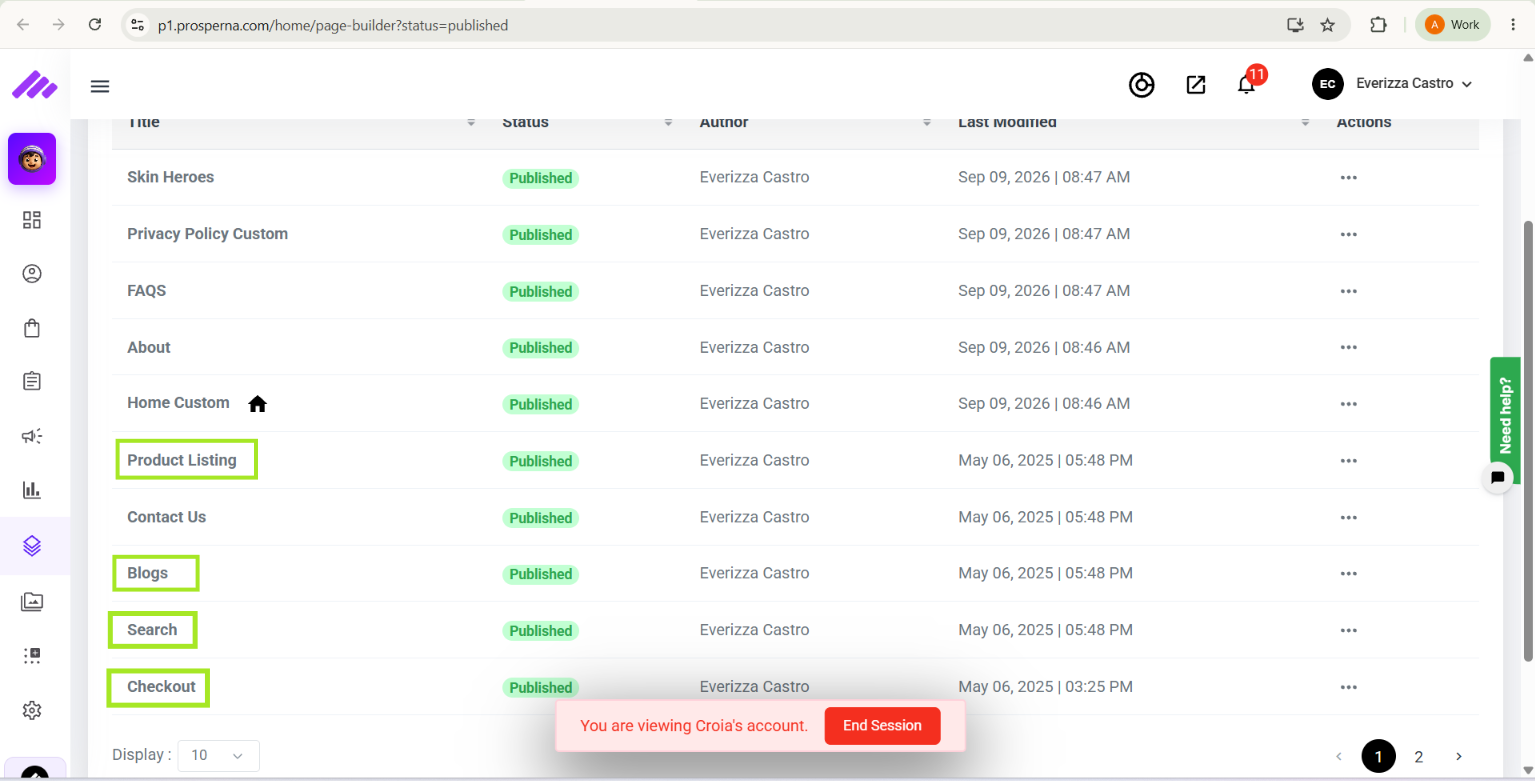 p1.prosperna.com/home/page-builder?status=published
A Work
11
EC Everizza Castro
Title Status Author Last Modified Actions
Skin Heroes Published Everizza Castro Sep 09, 2026 | 08:47 AM
Privacy Policy Custom Published Everizza Castro Sep 09, 2026 | 08:47 AM
FAQS Published Everizza Castro Sep 09, 2026 | 08:47 AM
About Published Everizza Castro Sep 09, 2026 | 08:46 AM
Home Custom Published Everizza Castro Sep 09, 2026 | 08:46 AM
Product Listing Published Everizza Castro May 06, 2025 | 05:48 PM
Contact Us Published Everizza Castro May 06, 2025 | 05:48 PM
Blogs Published Everizza Castro May 06, 2025 | 05:48 PM
Search Published Everizza Castro May 06, 2025 | 05:48 PM
Checkout Published Everizza Castro May 06, 2025 | 03:25 PM
Need help?
You are viewing Croia's account. End Session
Display : 10
1 2